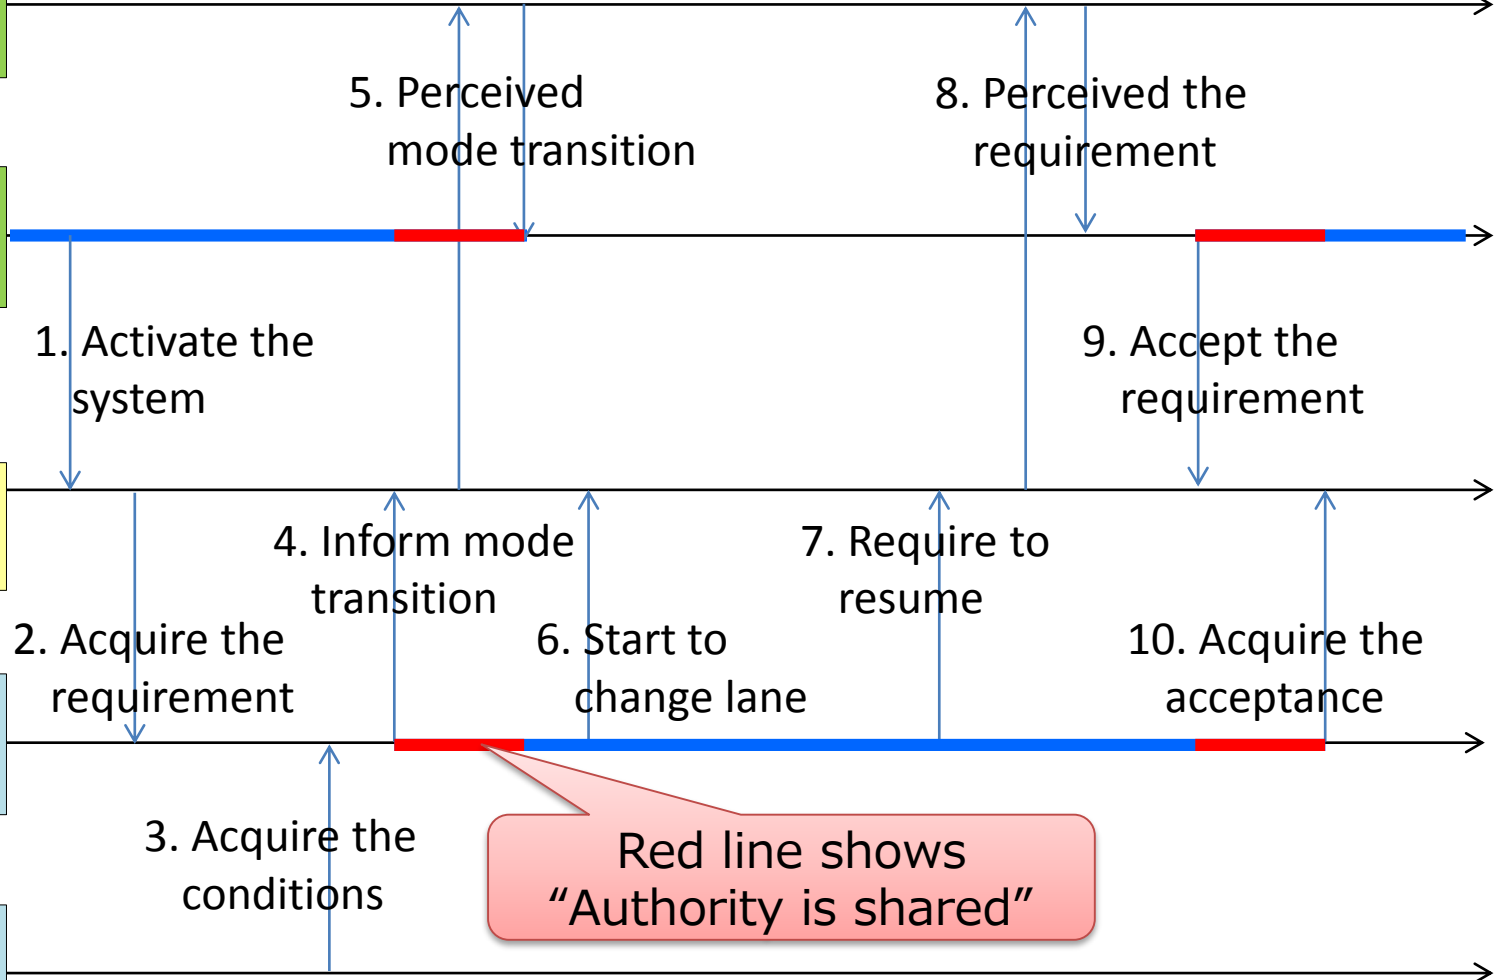 5. Perceived
mode transition
8. Perceived the
requirement
1. Activate the
system
9. Accept the
requirement
4. Inform mode
transition
7. Require to
resume
2. Acquire the
requirement
6. Start to
change lane
10. Acquire the
acceptance
3. Acquire the
conditions
Red line shows
“Authority is shared”